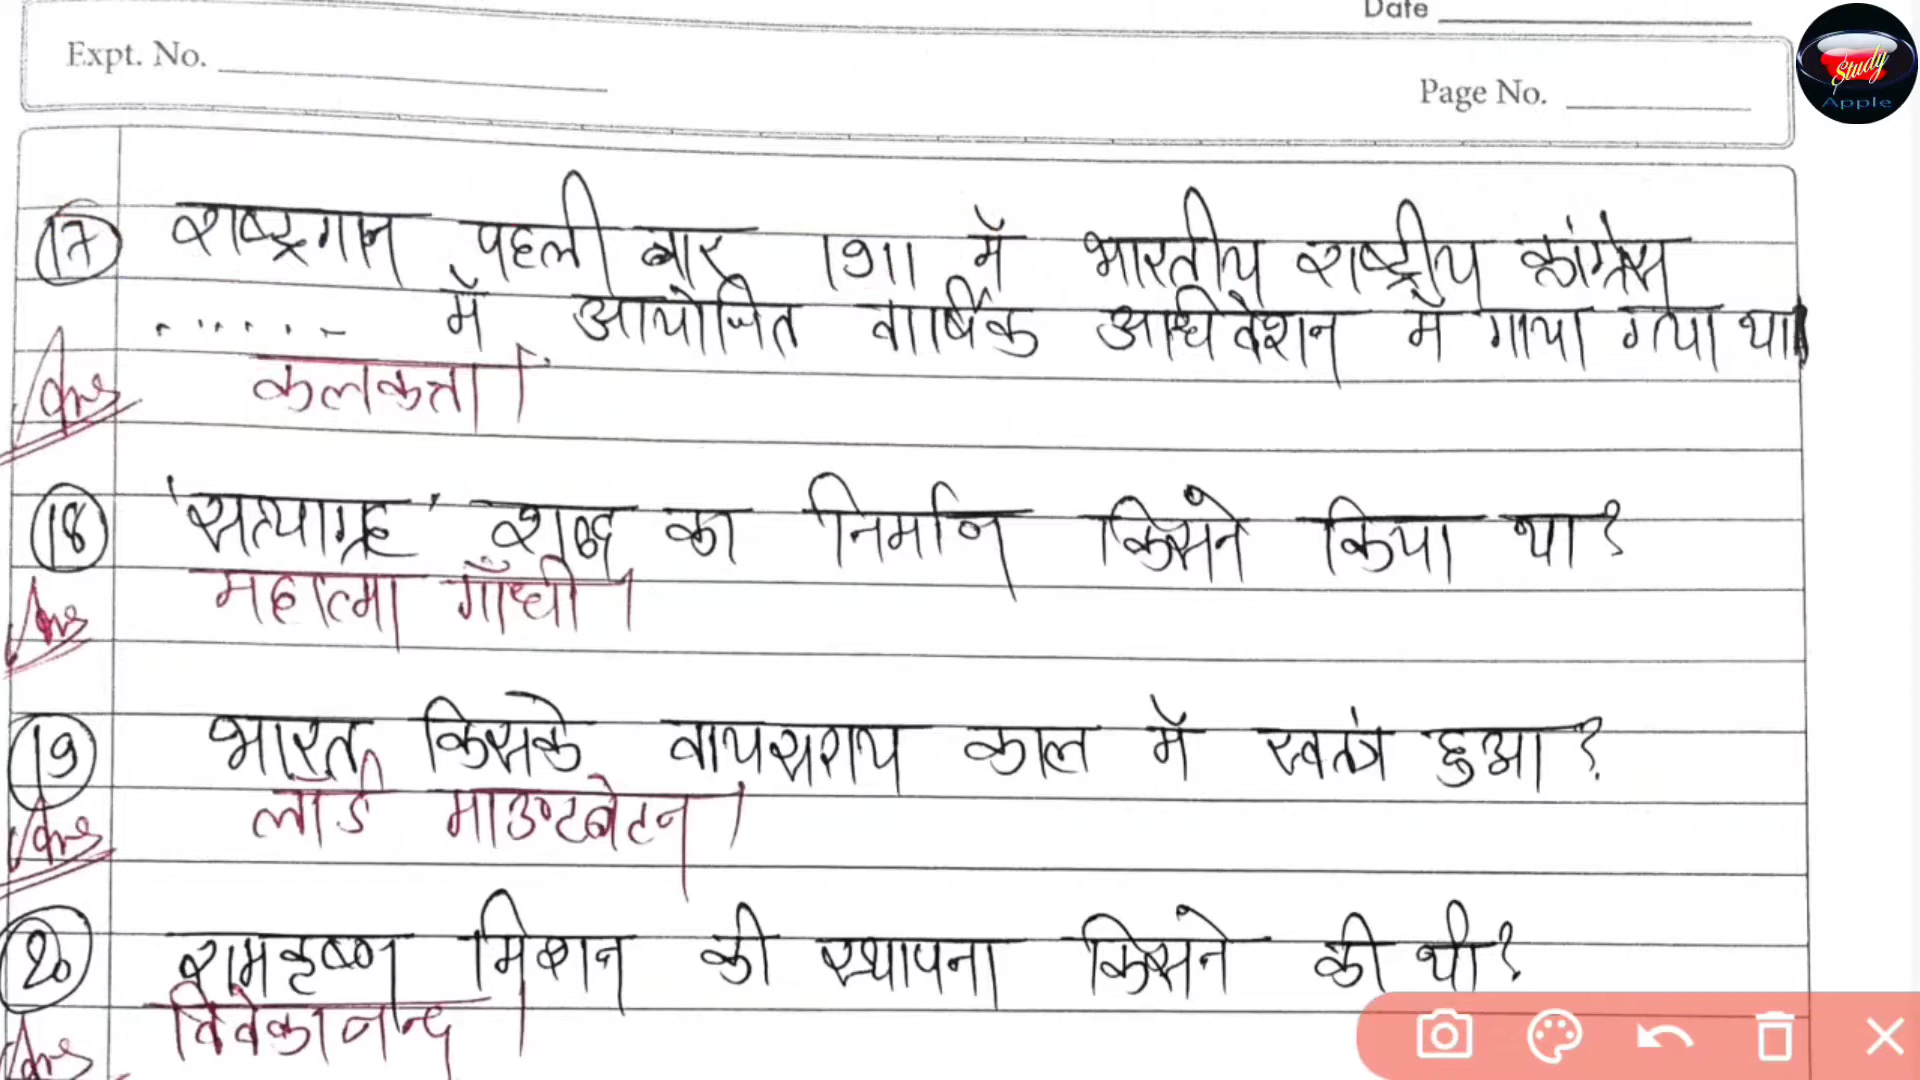 Date
Expt. No.
Page No.
Study
Apple
17 राष्ट्रगान पहली बार 1911 में भारतीय राष्ट्रीय कांग्रेस
....... में आयोजित वार्षिक अधिवेशन में गाया गया था।
Ans कलकत्ता।
18 'सत्याग्रह' शब्द का निर्मान किसने किया था?
Ans महात्मा गाँधी।
19 भारत किसके वायसराय काल में स्वतंत्र हुआ?
Ans लॉर्ड माउण्टबेटन।
20 रामकृष्ण मिशन की स्थापना किसने की थी?
Ans विवेकानन्द।